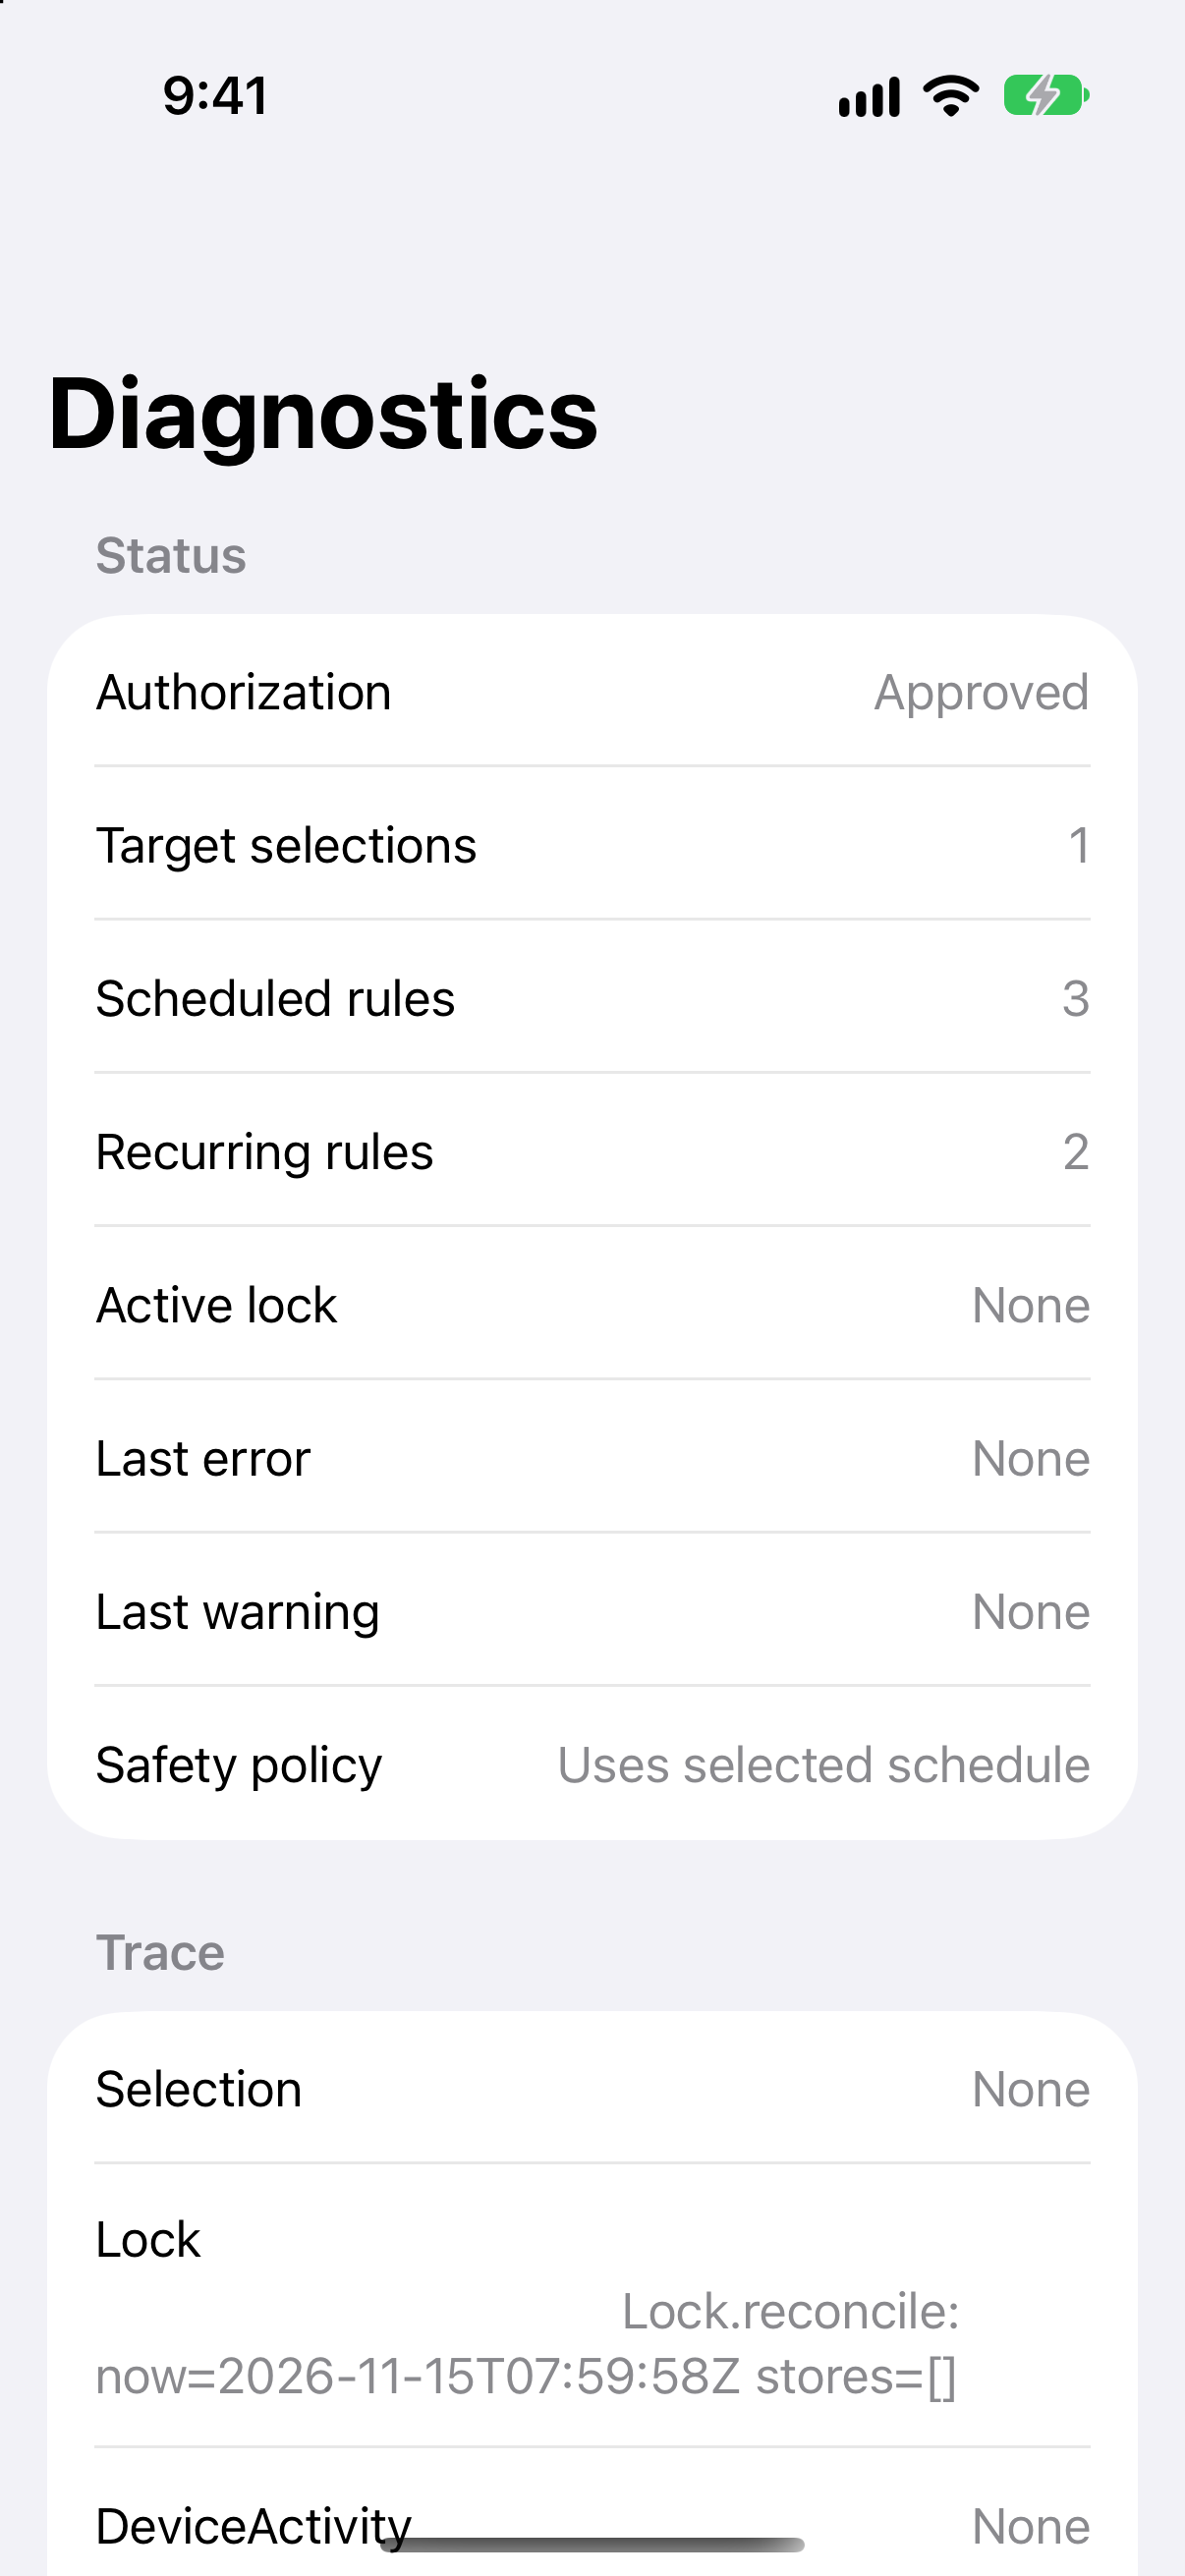 9:41
Diagnostics
Status
Authorization Approved
Target selections 1
Scheduled rules 3
Recurring rules 2
Active lock None
Last error None
Last warning None
Safety policy Uses selected schedule
Trace
Selection None
Lock
Lock.reconcile:
now=2026-11-15T07:59:58Z stores=[]
DeviceActivity None